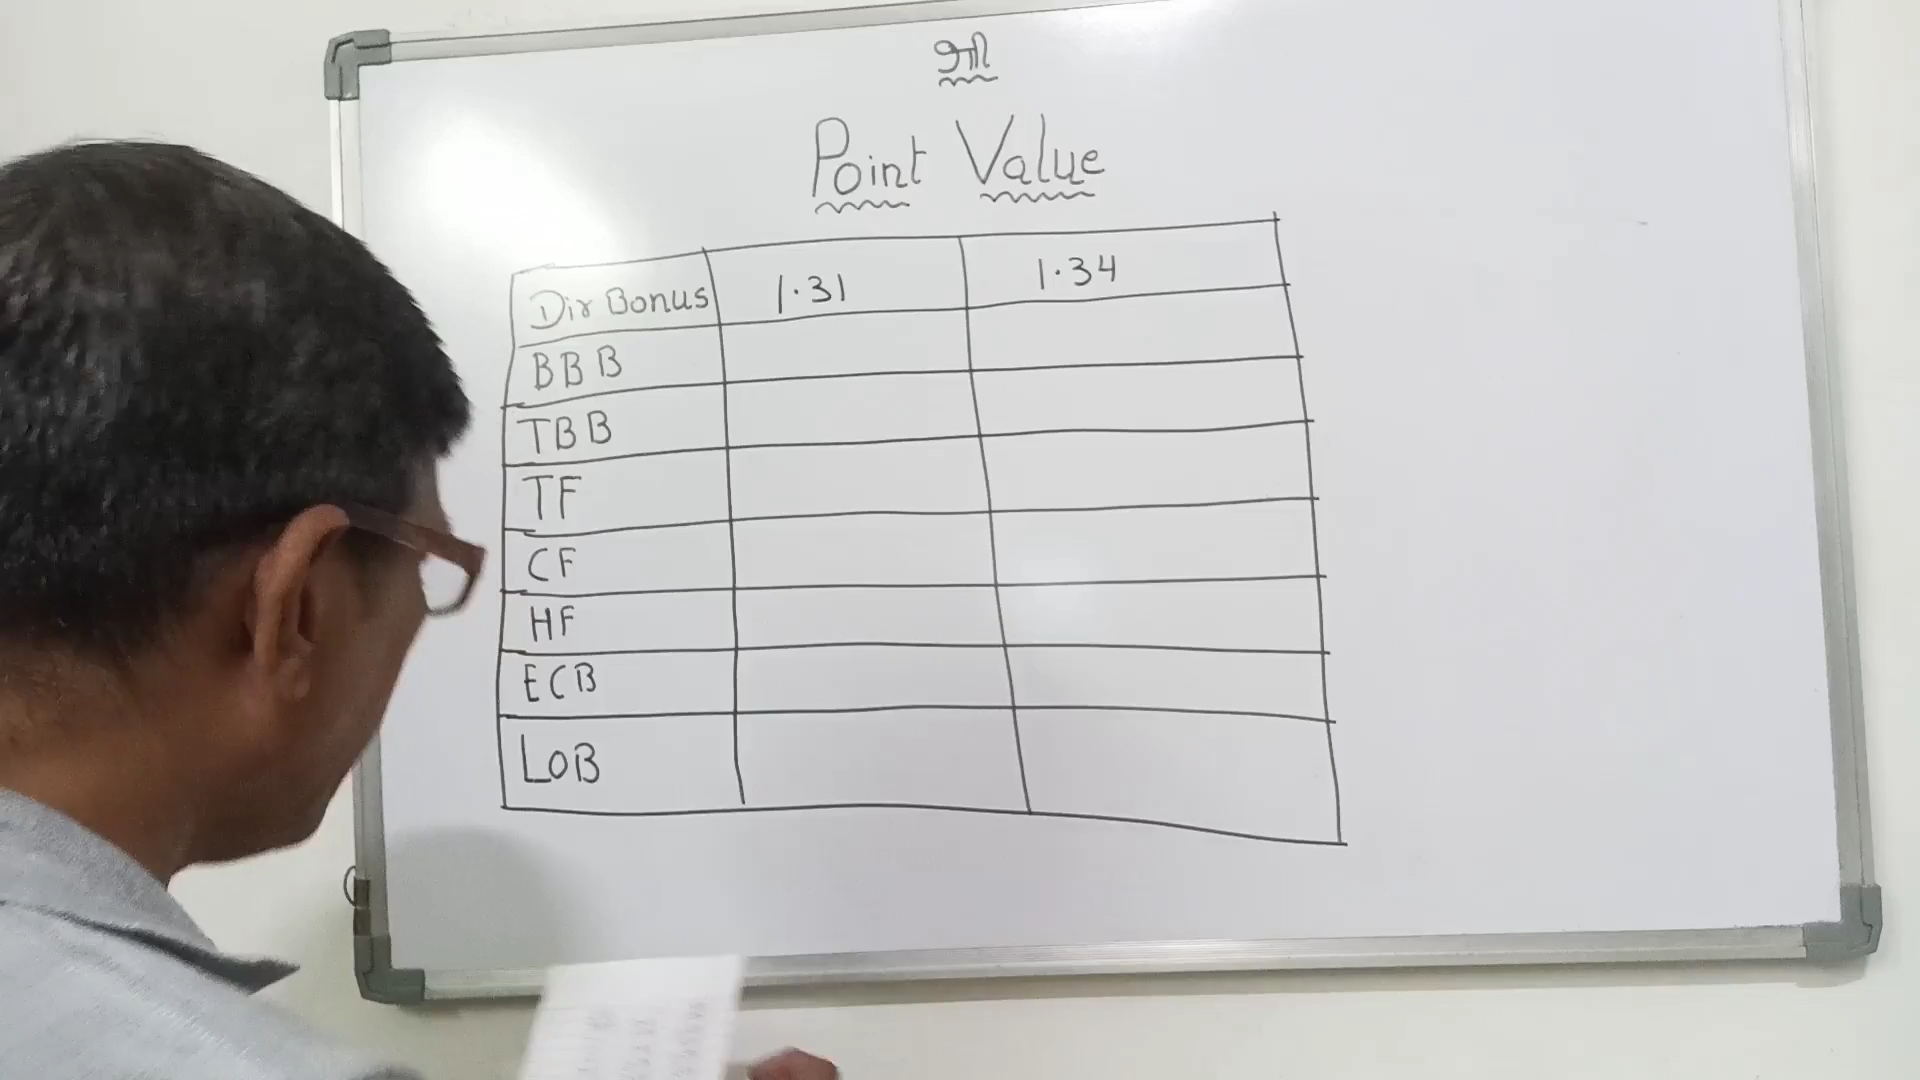 श्री
Point Value
Dir Bonus 1.31 1.34
BBB
TBB
TF
CF
HF
ECB
LOB